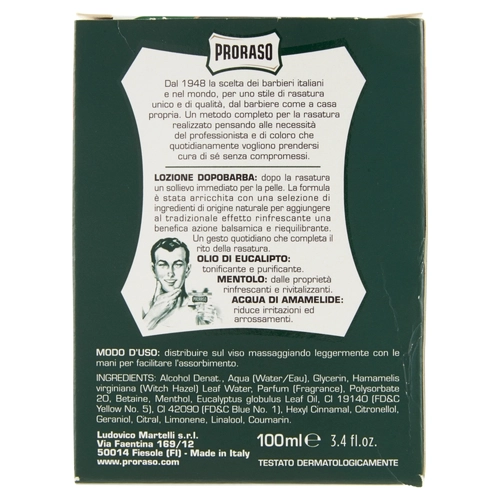 PRORASO
Dal 1948 la scelta dei barbieri italiani
e nel mondo, per uno stile di rasatura
unico e di qualità, dal barbiere come a casa
propria. Un metodo completo per la rasatura
realizzato pensando alle necessità
del professionista e di coloro che
quotidianamente vogliono prendersi
cura di sé senza compromessi.
LOZIONE DOPOBARBA: dopo la rasatura
un sollievo immediato per la pelle. La formula
è stata arricchita con una selezione di
ingredienti di origine naturale per aggiungere
al tradizionale effetto rinfrescante una
benefica azione balsamica e riequilibrante.
Un gesto quotidiano che completa il
rito della rasatura.
OLIO DI EUCALIPTO:
tonificante e purificante.
MENTOLO: dalle proprietà
rinfrescanti e rivitalizzanti.
ACQUA DI AMAMELIDE:
riduce irritazioni ed
arrossamenti.
PRORASO
MODO D'USO: distribuire sul viso massaggiando leggermente con le
mani per facilitare l'assorbimento.
INGREDIENTS: Alcohol Denat., Aqua (Water/Eau), Glycerin, Hamamelis
virginiana (Witch Hazel) Leaf Water, Parfum (Fragrance), Polysorbate
20, Betaine, Menthol, Eucalyptus globulus Leaf Oil, CI 19140 (FD&C
Yellow No. 5), CI 42090 (FD&C Blue No. 1), Hexyl Cinnamal, Citronellol,
Geraniol, Citral, Limonene, Linalool, Coumarin.
Ludovico Martelli s.r.l.
Via Faentina 169/12
50014 Fiesole (FI) - Made in Italy
www.proraso.com
100ml ℮ 3.4 fl.oz.
TESTATO DERMATOLOGICAMENTE